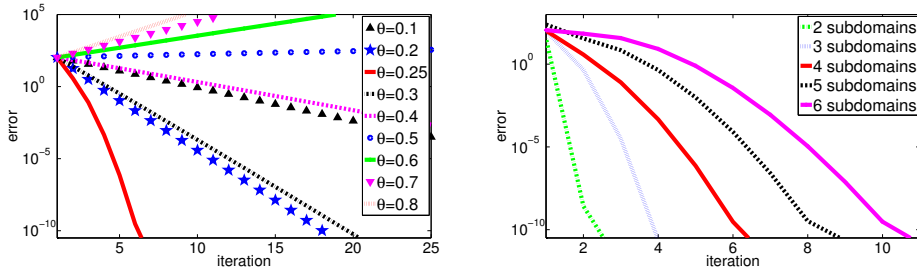 10^5
10^0
10^-5
10^-10
error
5
10
15
20
25
iteration
θ=0.1
θ=0.2
θ=0.25
θ=0.3
θ=0.4
θ=0.5
θ=0.6
θ=0.7
θ=0.8
10^0
10^-5
10^-10
error
2
4
6
8
10
iteration
2 subdomains
3 subdomains
4 subdomains
5 subdomains
6 subdomains